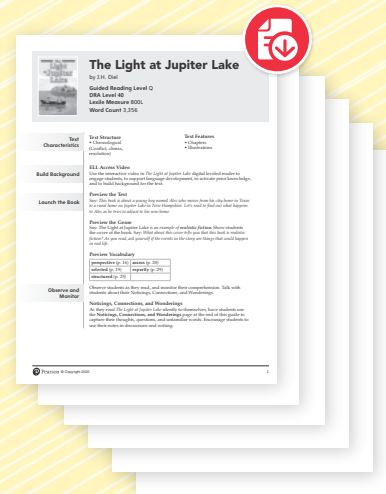 The Light
at Jupiter
Lake
The Light at Jupiter Lake
by J.H. Diel
Guided Reading Level Q
DRA Level 40
Lexile Measure 800L
Word Count 3,356
Text
Characteristics
Text Structure
• Chronological
(Conflict, climax,
resolution)
Text Features
• Chapters
• Illustrations
Build Background
ELL Access Video
Use the interactive video in The Light at Jupiter Lake digital leveled reader to
engage students, to support language development, to activate prior knowledge,
and to build background for the text.
Launch the Book
Preview the Text
Say: This book is about a young boy named Alex who moves from his city home in Texas
to a rural home on Jupiter Lake in New Hampshire. Let's read to find out what happens
to Alex as he tries to adjust to his new home.
Preview the Genre
Say: The Light at Jupiter Lake is an example of realistic fiction. Show students
the cover of the book. Say: What about this cover tells you that this book is realistic
fiction? As you read, ask yourself if the events in the story are things that could happen
in real life.
Preview Vocabulary
perspective (p. 16) access (p. 28)
solitary (p. 19) expertly (p. 29)
structured (p. 25)
Observe and
Monitor
Observe students as they read, and monitor their comprehension. Talk with
students about their Noticings, Connections, and Wonderings.
Noticings, Connections, and Wonderings
As they read The Light at Jupiter Lake silently to themselves, have students use
the Noticings, Connections, and Wonderings page at the end of this guide to
capture their thoughts, questions, and unfamiliar words. Encourage students to
use their notes in discussions and writing.
Pearson © Copyright 2020 1